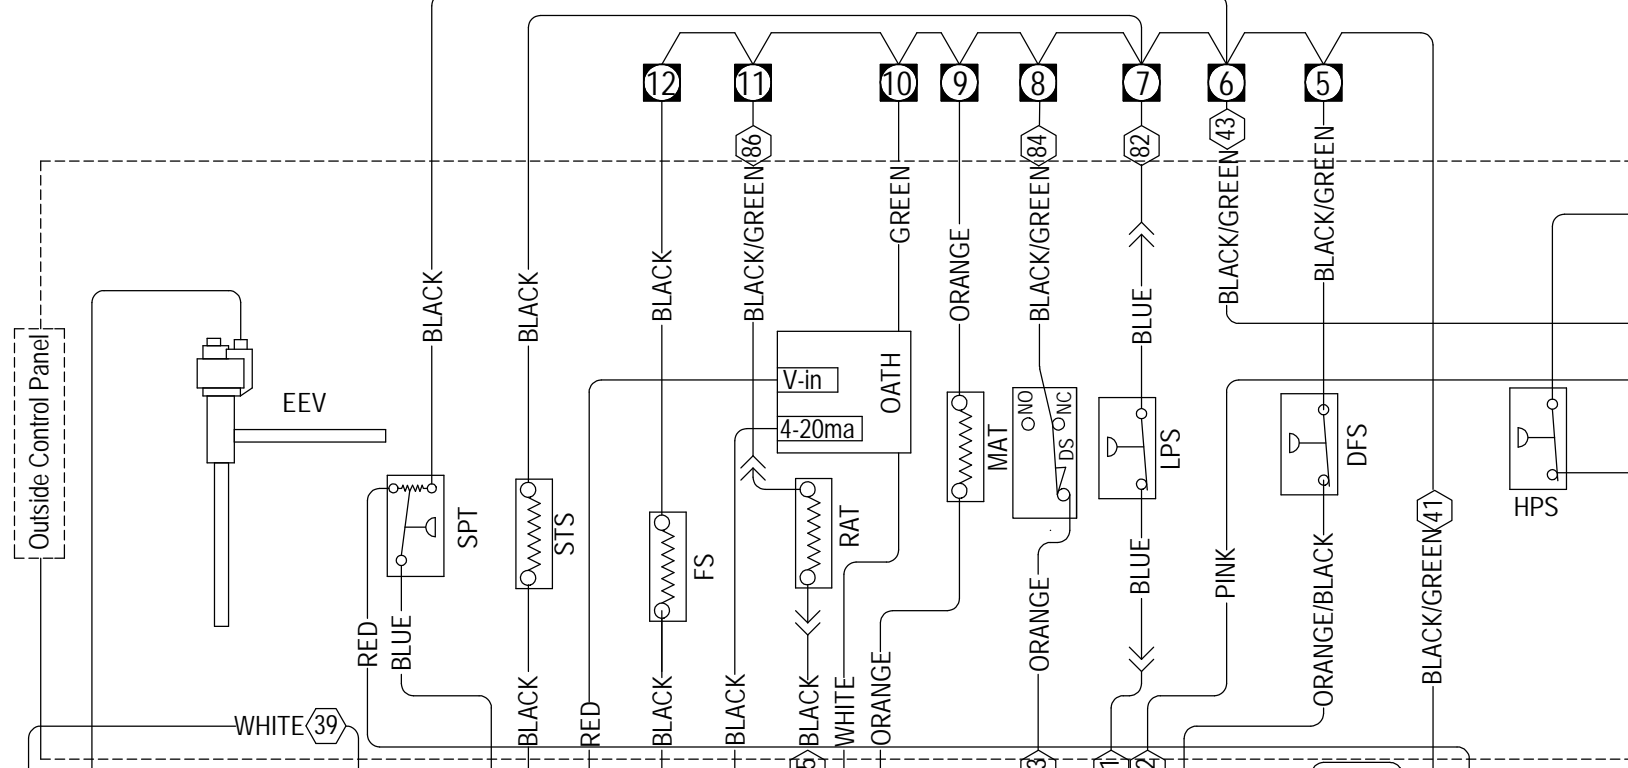 12
11
10
9
8
7
6
5
86
84
82
43
BLACK
BLACK
BLACK
BLACK/GREEN
GREEN
ORANGE
BLACK/GREEN
BLUE
BLACK/GREEN
BLACK/GREEN
Outside Control Panel
EEV
V-in
4-20ma
OATH
MAT
NO
NC
DS
LPS
DFS
HPS
SPT
STS
FS
RAT
41
RED
BLUE
ORANGE
BLUE
PINK
ORANGE/BLACK
BLACK/GREEN
WHITE
39
BLACK
RED
BLACK
BLACK
BLACK
WHITE
ORANGE